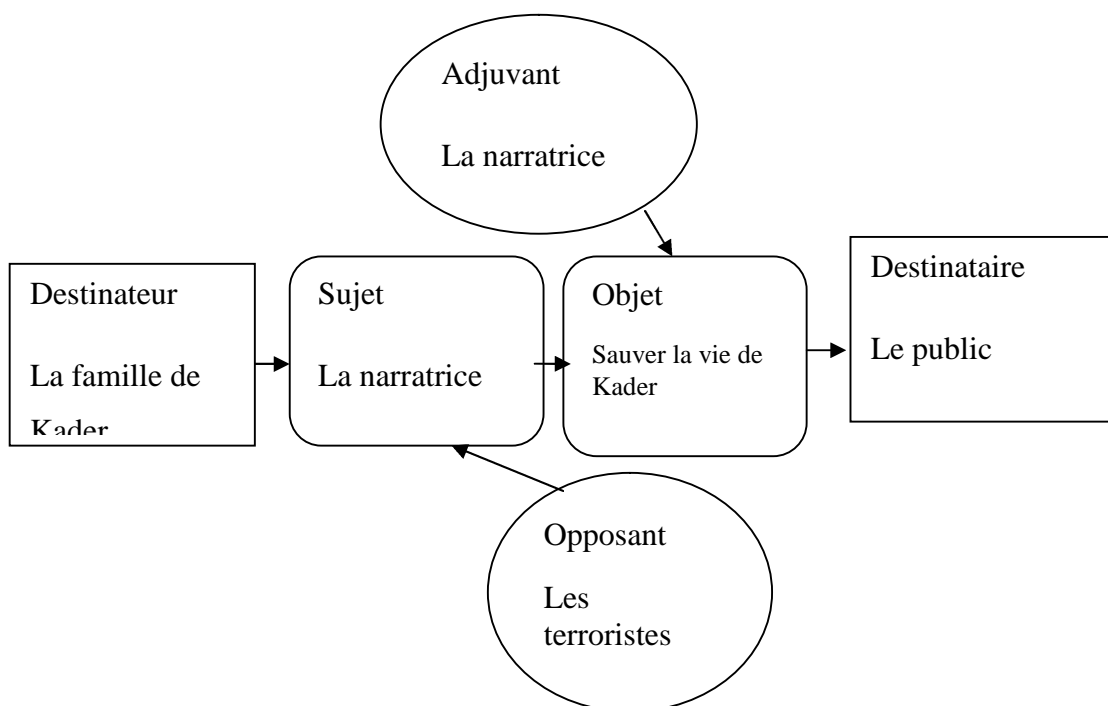 Adjuvant
La narratrice
Destinateur
La famille de
Kader
Sujet
La narratrice
Objet
Sauver la vie de
Kader
Destinataire
Le public
Opposant
Les
terroristes